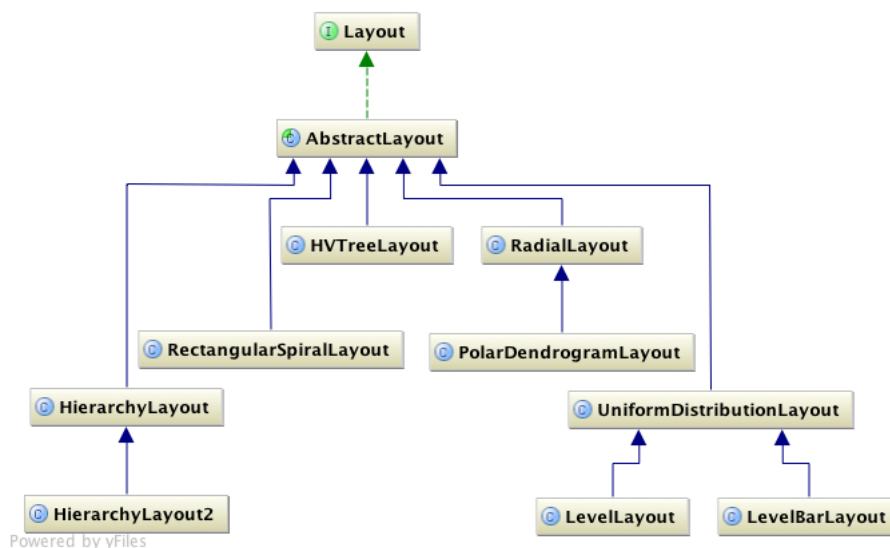 I Layout
C AbstractLayout
C HVTreeLayout
C RadialLayout
C RectangularSpiralLayout
C PolarDendrogramLayout
C HierarchyLayout
C UniformDistributionLayout
C HierarchyLayout2
C LevelLayout
C LevelBarLayout
Powered by yFiles